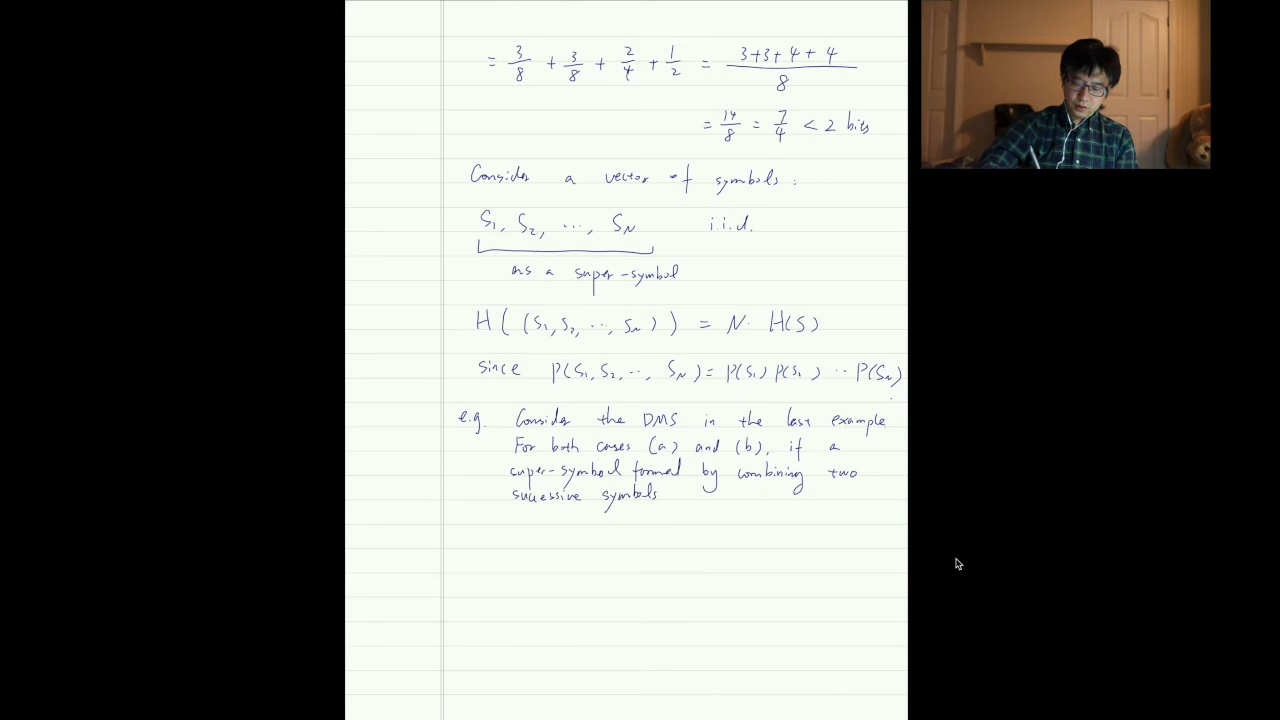 = 3/8 + 3/8 + 2/4 + 1/2 = (3+3+4+4)/8
= 14/8 = 7/4 < 2 bits
Consider a vector of symbols :
S1, S2, ..., SN i.i.d.
as a super-symbol
H( (S1, S2, ..., SN) ) = N · H(S)
since P(S1, S2, ..., SN) = P(S1) P(S2) ... P(SN)
e.g. Consider the DMS in the last example.
For both cases (a) and (b), if a
super-symbol formed by combining two
sucessive symbols